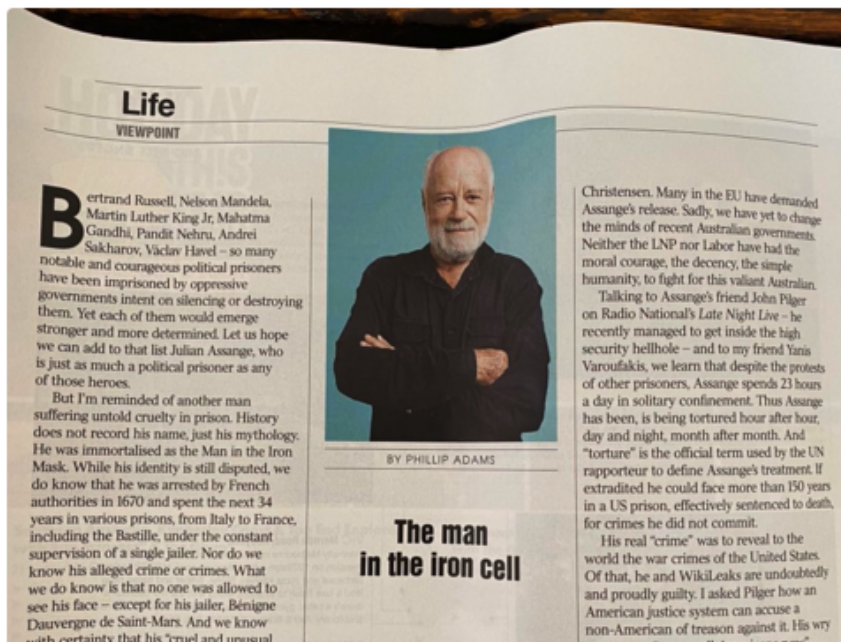 Life
VIEWPOINT
Bertrand Russell, Nelson Mandela,
Martin Luther King Jr, Mahatma
Gandhi, Pandit Nehru, Andrei
Sakharov, Václav Havel – so many
notable and courageous political prisoners
have been imprisoned by oppressive
governments intent on silencing or destroying
them. Yet each of them would emerge
stronger and more determined. Let us hope
we can add to that list Julian Assange, who
is just as much a political prisoner as any
of those heroes.
But I'm reminded of another man
suffering untold cruelty in prison. History
does not record his name, just his mythology.
He was immortalised as the Man in the Iron
Mask. While his identity is still disputed, we
do know that he was arrested by French
authorities in 1670 and spent the next 34
years in various prisons, from Italy to France,
including the Bastille, under the constant
supervision of a single jailer. Nor do we
know his alleged crime or crimes. What
we do know is that no one was allowed to
see his face – except for his jailer, Bénigne
Dauvergne de Saint-Mars. And we know
with certainty that his "cruel and unusual
BY PHILLIP ADAMS
The man
in the iron cell
Christensen. Many in the EU have demanded
Assange's release. Sadly, we have yet to change
the minds of recent Australian governments.
Neither the LNP nor Labor have had the
moral courage, the decency, the simple
humanity, to fight for this valiant Australian.
Talking to Assange's friend John Pilger
on Radio National's Late Night Live – he
recently managed to get inside the high
security hellhole – and to my friend Yanis
Varoufakis, we learn that despite the protests
of other prisoners, Assange spends 23 hours
a day in solitary confinement. Thus Assange
has been, is being tortured hour after hour,
day and night, month after month. And
"torture" is the official term used by the UN
rapporteur to define Assange's treatment. If
extradited he could face more than 150 years
in a US prison, effectively sentenced to death,
for crimes he did not commit.
His real "crime" was to reveal to the
world the war crimes of the United States.
Of that, he and WikiLeaks are undoubtedly
and proudly guilty. I asked Pilger how an
American justice system can accuse a
non-American of treason against it. His wry